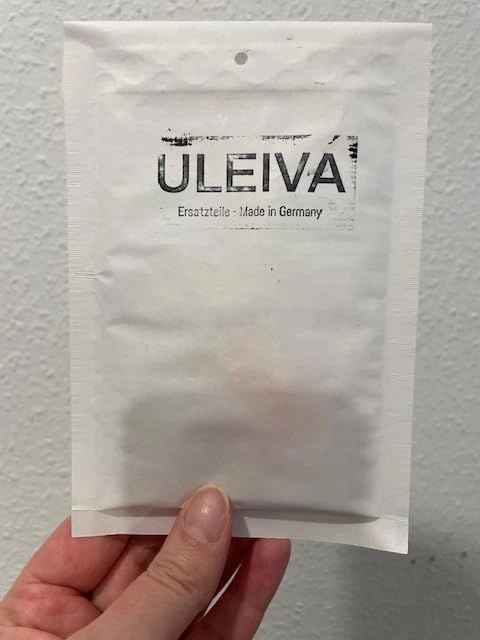 ULEIVA
Ersatzteile - Made in Germany